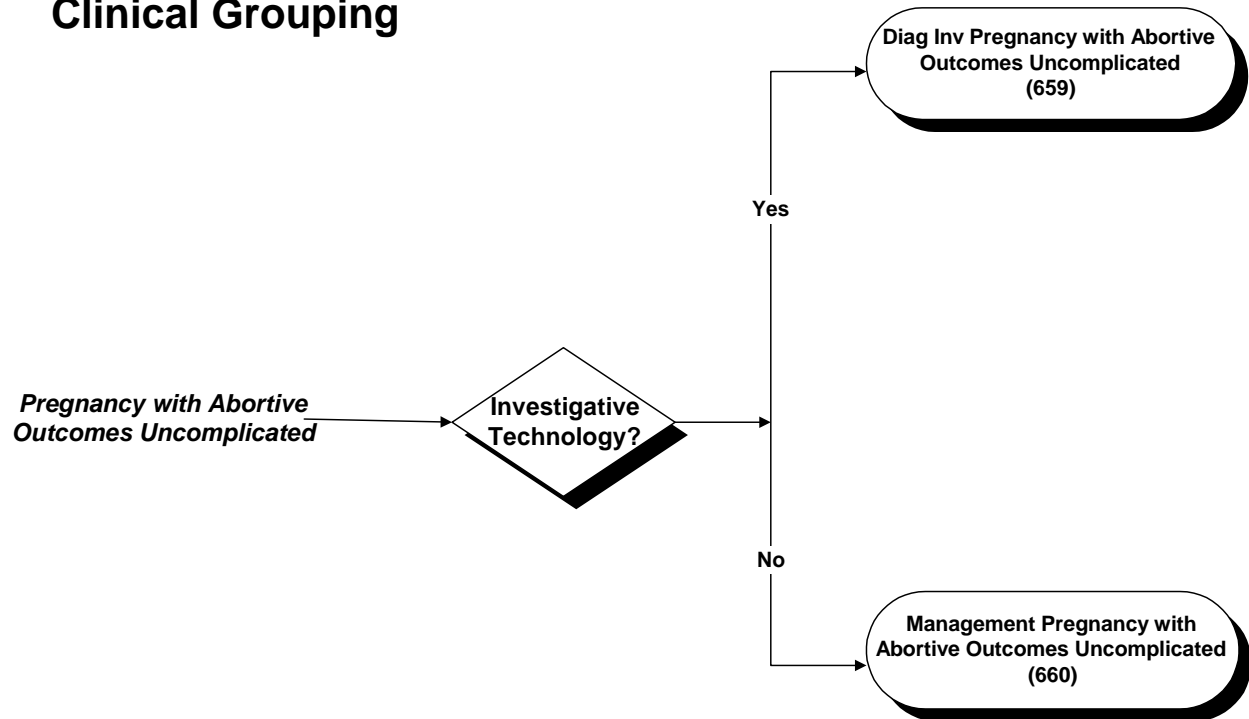 Clinical Grouping
Diag Inv Pregnancy with Abortive
Outcomes Uncomplicated
(659)
Yes
Pregnancy with Abortive
Outcomes Uncomplicated
Investigative
Technology?
No
Management Pregnancy with
Abortive Outcomes Uncomplicated
(660)